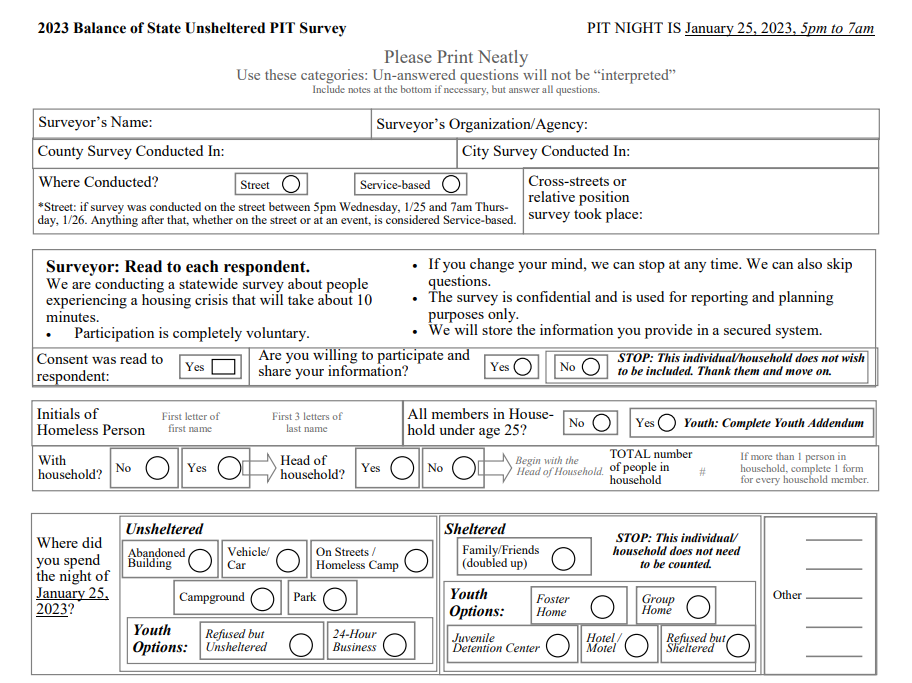 2023 Balance of State Unsheltered PIT Survey
PIT NIGHT IS January 25, 2023, 5pm to 7am
Please Print Neatly
Use these categories: Un-answered questions will not be “interpreted”
Include notes at the bottom if necessary, but answer all questions.
Surveyor’s Name:
Surveyor’s Organization/Agency:
County Survey Conducted In:
City Survey Conducted In:
Where Conducted?
Street
Service-based
*Street: if survey was conducted on the street between 5pm Wednesday, 1/25 and 7am Thurs-
day, 1/26. Anything after that, whether on the street or at an event, is considered Service-based.
Cross-streets or
relative position
survey took place:
Surveyor: Read to each respondent.
We are conducting a statewide survey about people
experiencing a housing crisis that will take about 10
minutes.
• Participation is completely voluntary.
• If you change your mind, we can stop at any time. We can also skip
questions.
• The survey is confidential and is used for reporting and planning
purposes only.
• We will store the information you provide in a secured system.
Consent was read to
respondent:
Yes
Are you willing to participate and
share your information?
Yes
No
STOP: This individual/household does not wish
to be included. Thank them and move on.
Initials of
Homeless Person
First letter of
first name
First 3 letters of
last name
All members in House-
hold under age 25?
No
Yes
Youth: Complete Youth Addendum
With
household?
No
Yes
Head of
household?
Yes
No
Begin with the
Head of Household.
TOTAL number
of people in
household
#
If more than 1 person in
household, complete 1 form
for every household member.
Where did
you spend
the night of
January 25,
2023?
Unsheltered
Abandoned
Building
Vehicle/
Car
On Streets /
Homeless Camp
Campground
Park
Youth
Options:
Refused but
Unsheltered
24-Hour
Business
Sheltered
Family/Friends
(doubled up)
STOP: This individual/
household does not need
to be counted.
Youth
Options:
Foster
Home
Group
Home
Juvenile
Detention Center
Hotel /
Motel
Refused but
Sheltered
Other